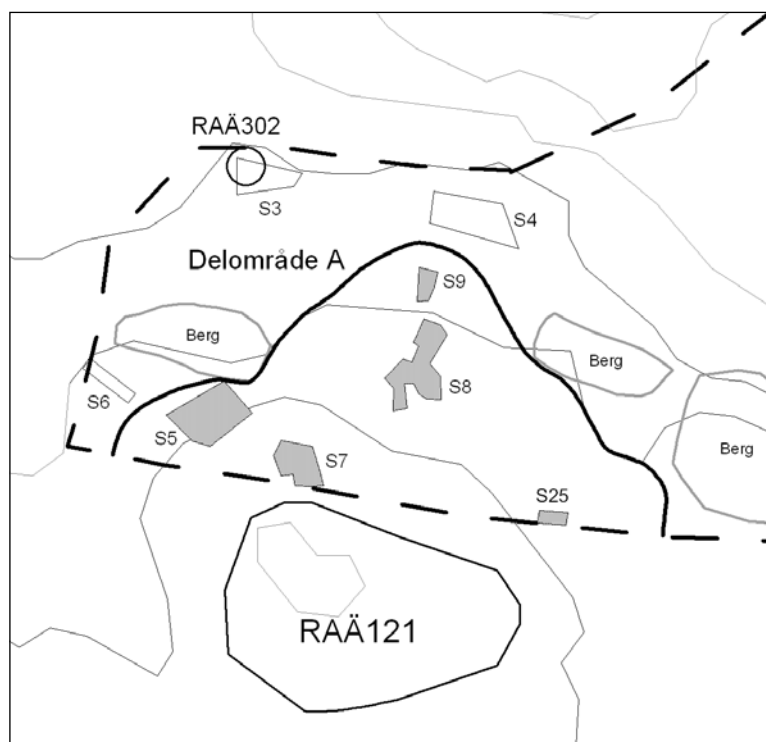 RAÄ302
S3
S4
Delområde A
S9
Berg
Berg
S8
S6
S5
Berg
S7
S25
RAÄ121